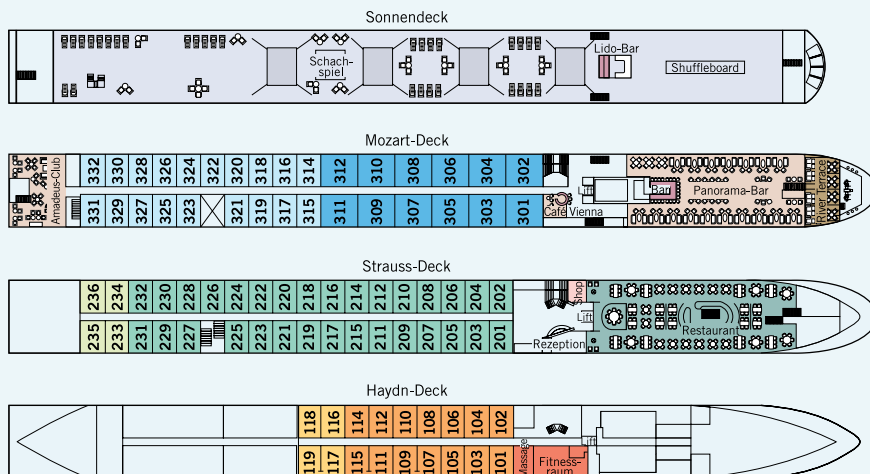 Sonnendeck
Schach-
spiel
Lido-Bar
Shuffleboard
Mozart-Deck
Amadeus-Club
332 330 328 326 324 322 320 318 316 314 312 310 308 306 304 302
331 329 327 325 323 321 319 317 315 311 309 307 305 303 301
Lift
Café Vienna
Bar
Panorama-Bar
River Terrace
Strauss-Deck
236 234 232 230 228 226 224 222 220 218 216 214 212 210 208 206 204 202
235 233 231 229 227 225 223 221 219 217 215 211 209 207 205 203 201
Shop
Lift
Rezeption
Restaurant
Haydn-Deck
118 116 114 112 110 108 106 104 102
119 117 115 111 109 107 105 103 101
Massage
Lift
Fitness-
raum